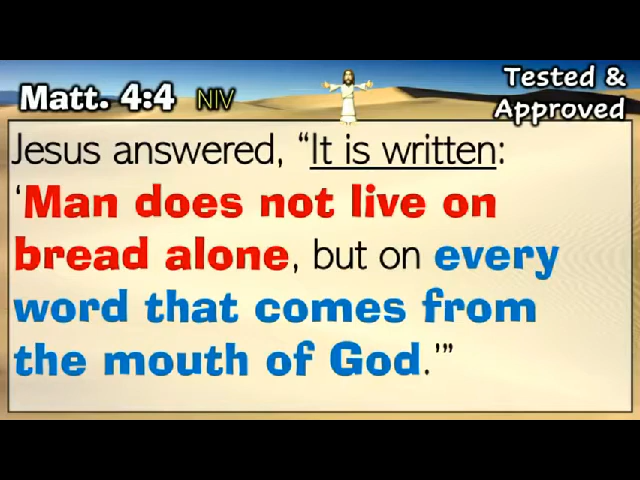 Matt. 4:4 NIV
Tested &
Approved
Jesus answered, “It is written:
‘Man does not live on
bread alone, but on every
word that comes from
the mouth of God.’”